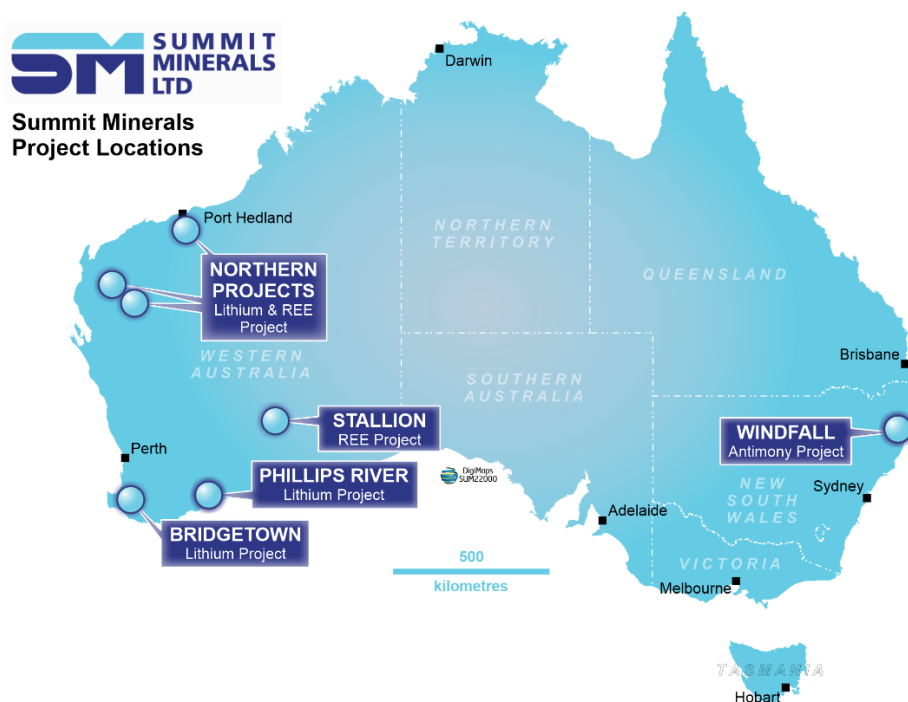 SM SUMMIT
MINERALS
LTD
Summit Minerals
Project Locations
Darwin
Port Hedland
NORTHERN
TERRITORY
QUEENSLAND
NORTHERN
PROJECTS
Lithium & REE
Project
WESTERN
AUSTRALIA
SOUTHERN
AUSTRALIA
Brisbane
STALLION
REE Project
WINDFALL
Antimony Project
Perth
DigiMaps
SUM22000
PHILLIPS RIVER
Lithium Project
NEW
SOUTH
WALES
Sydney
BRIDGETOWN
Lithium Project
Adelaide
500
kilometres
VICTORIA
Melbourne
TASMANIA
Hobart